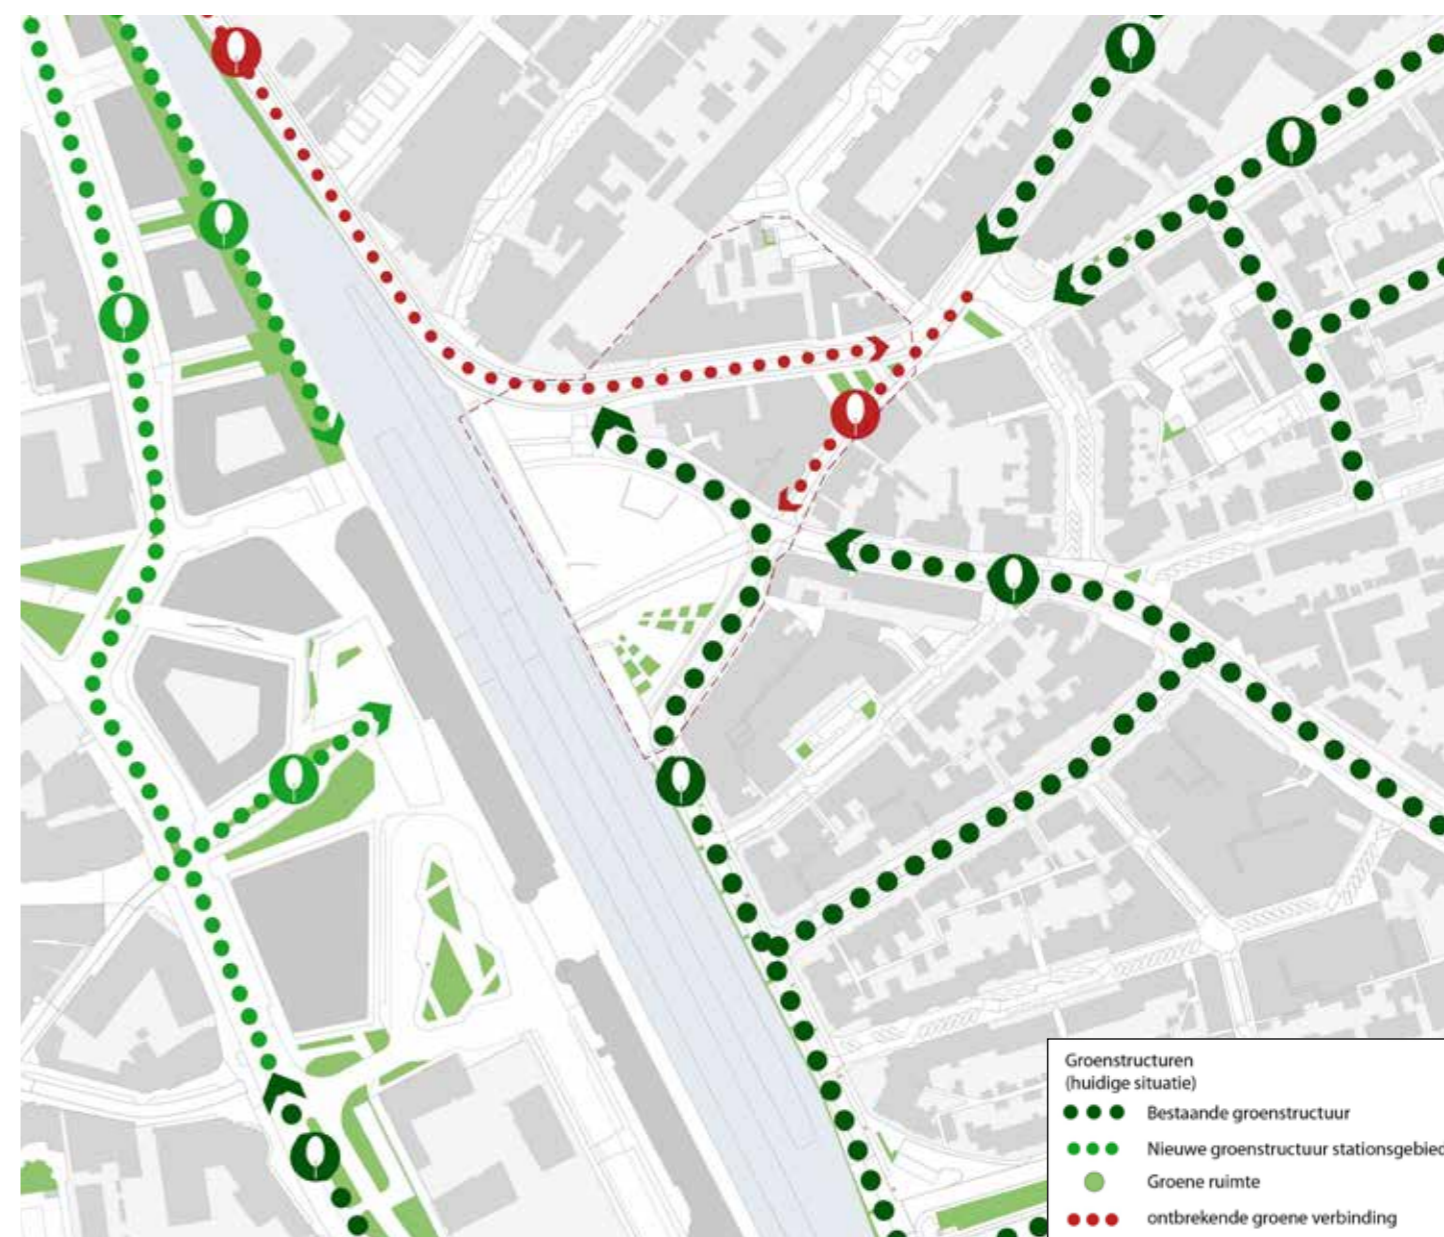 Groenstructuren
(huidige situatie)
Bestaande groenstructuur
Nieuwe groenstructuur stationsgebied
Groene ruimte
ontbrekende groene verbinding